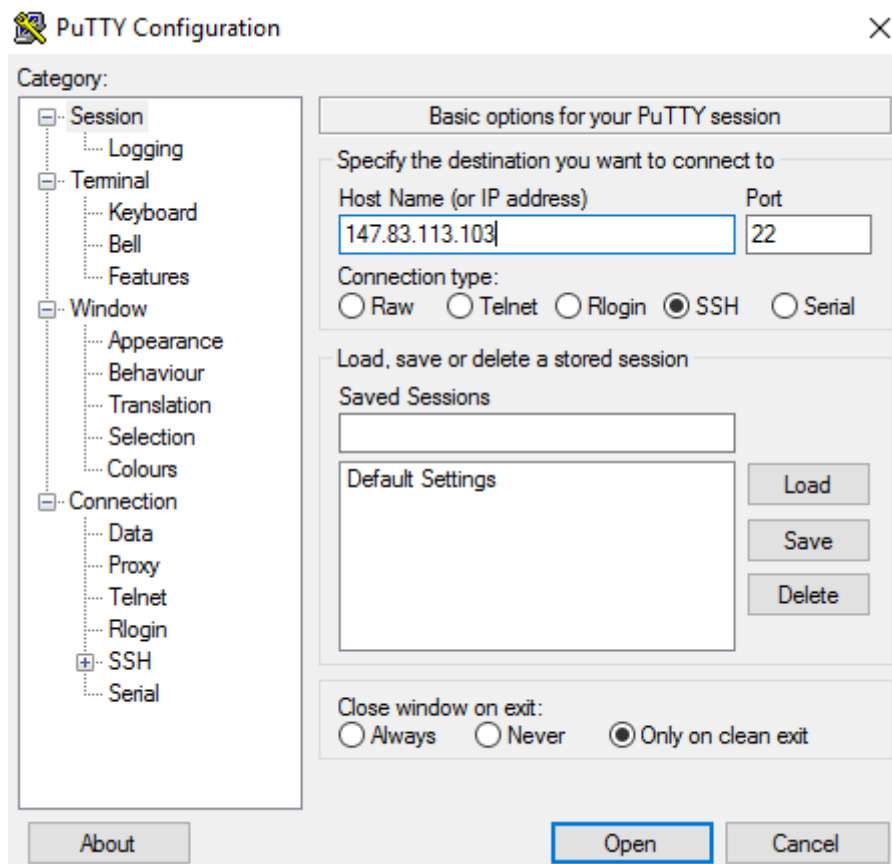 PuTTY Configuration
Category:
Session
Logging
Terminal
Keyboard
Bell
Features
Window
Appearance
Behaviour
Translation
Selection
Colours
Connection
Data
Proxy
Telnet
Rlogin
SSH
Serial
Basic options for your PuTTY session
Specify the destination you want to connect to
Host Name (or IP address) Port
147.83.113.103 22
Connection type:
Raw Telnet Rlogin SSH Serial
Load, save or delete a stored session
Saved Sessions
Default Settings
Load
Save
Delete
Close window on exit:
Always Never Only on clean exit
About Open Cancel